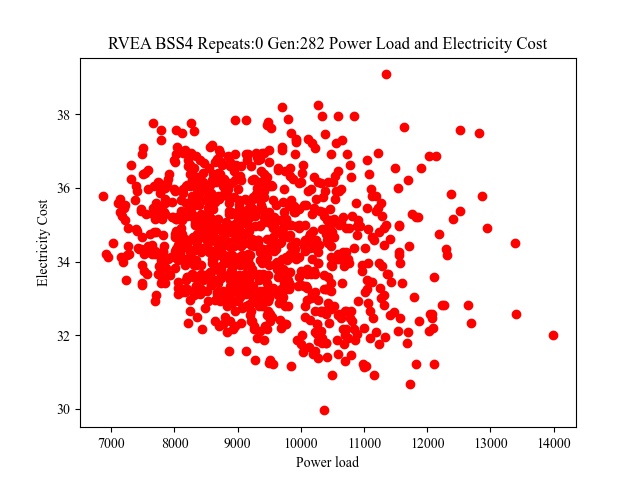 RVEA BSS4 Repeats:0 Gen:282 Power Load and Electricity Cost
Electricity Cost
38
36
34
32
30
7000 8000 9000 10000 11000 12000 13000 14000
Power load